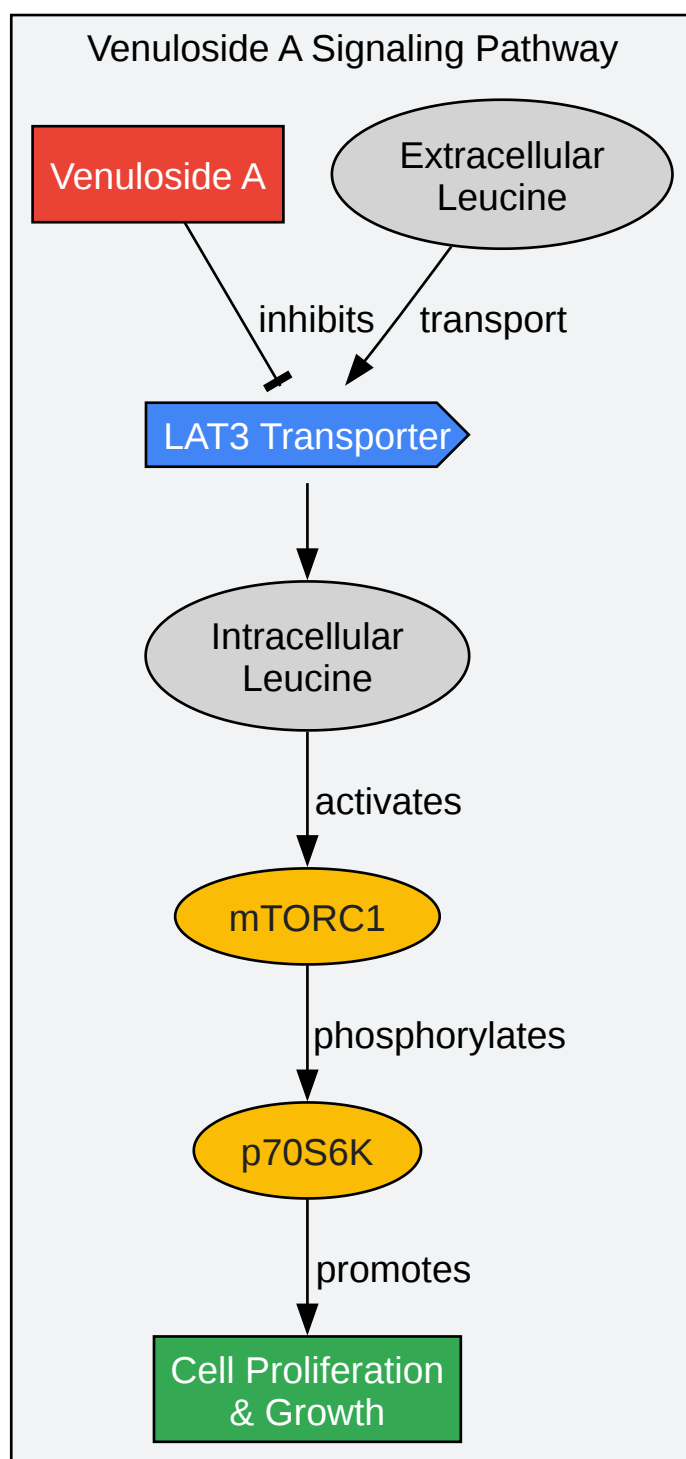 Venuloside A Signaling Pathway
Venuloside A
Extracellular
Leucine
inhibits
transport
LAT3 Transporter
Intracellular
Leucine
activates
mTORC1
phosphorylates
p70S6K
promotes
Cell Proliferation
& Growth